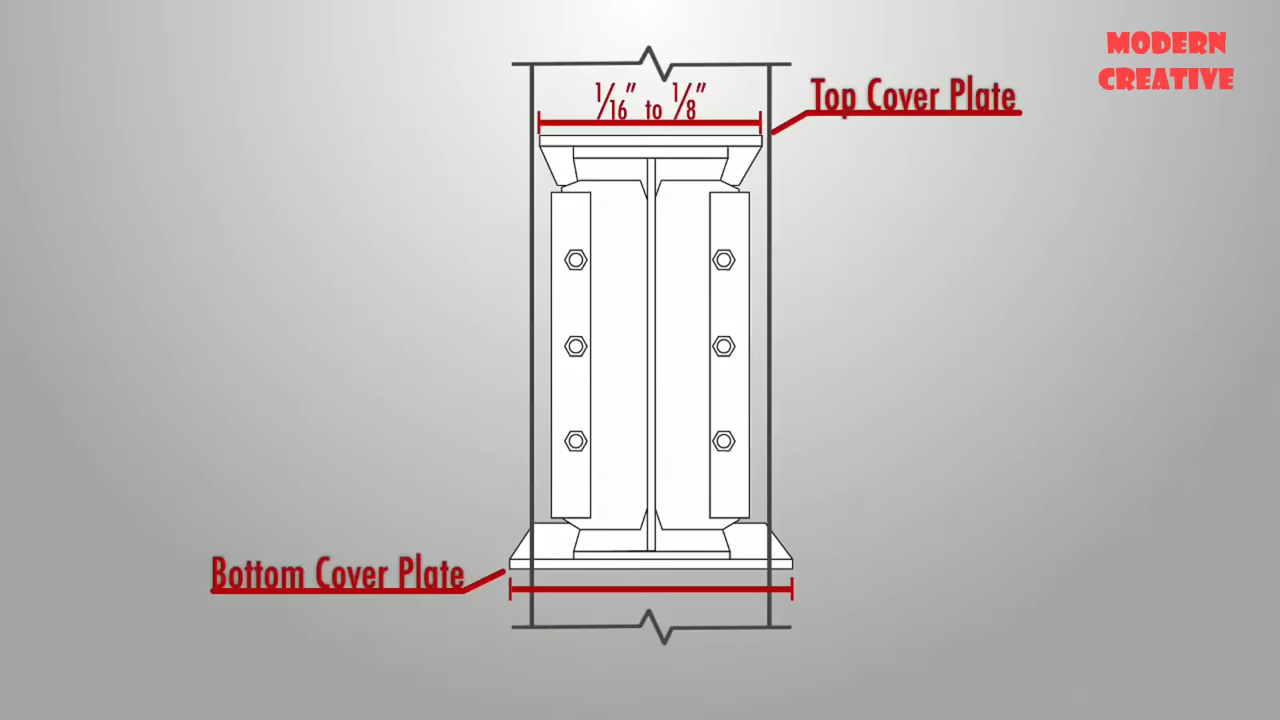 MODERN
CREATIVE
Top Cover Plate
1/16" to 1/8"
Bottom Cover Plate